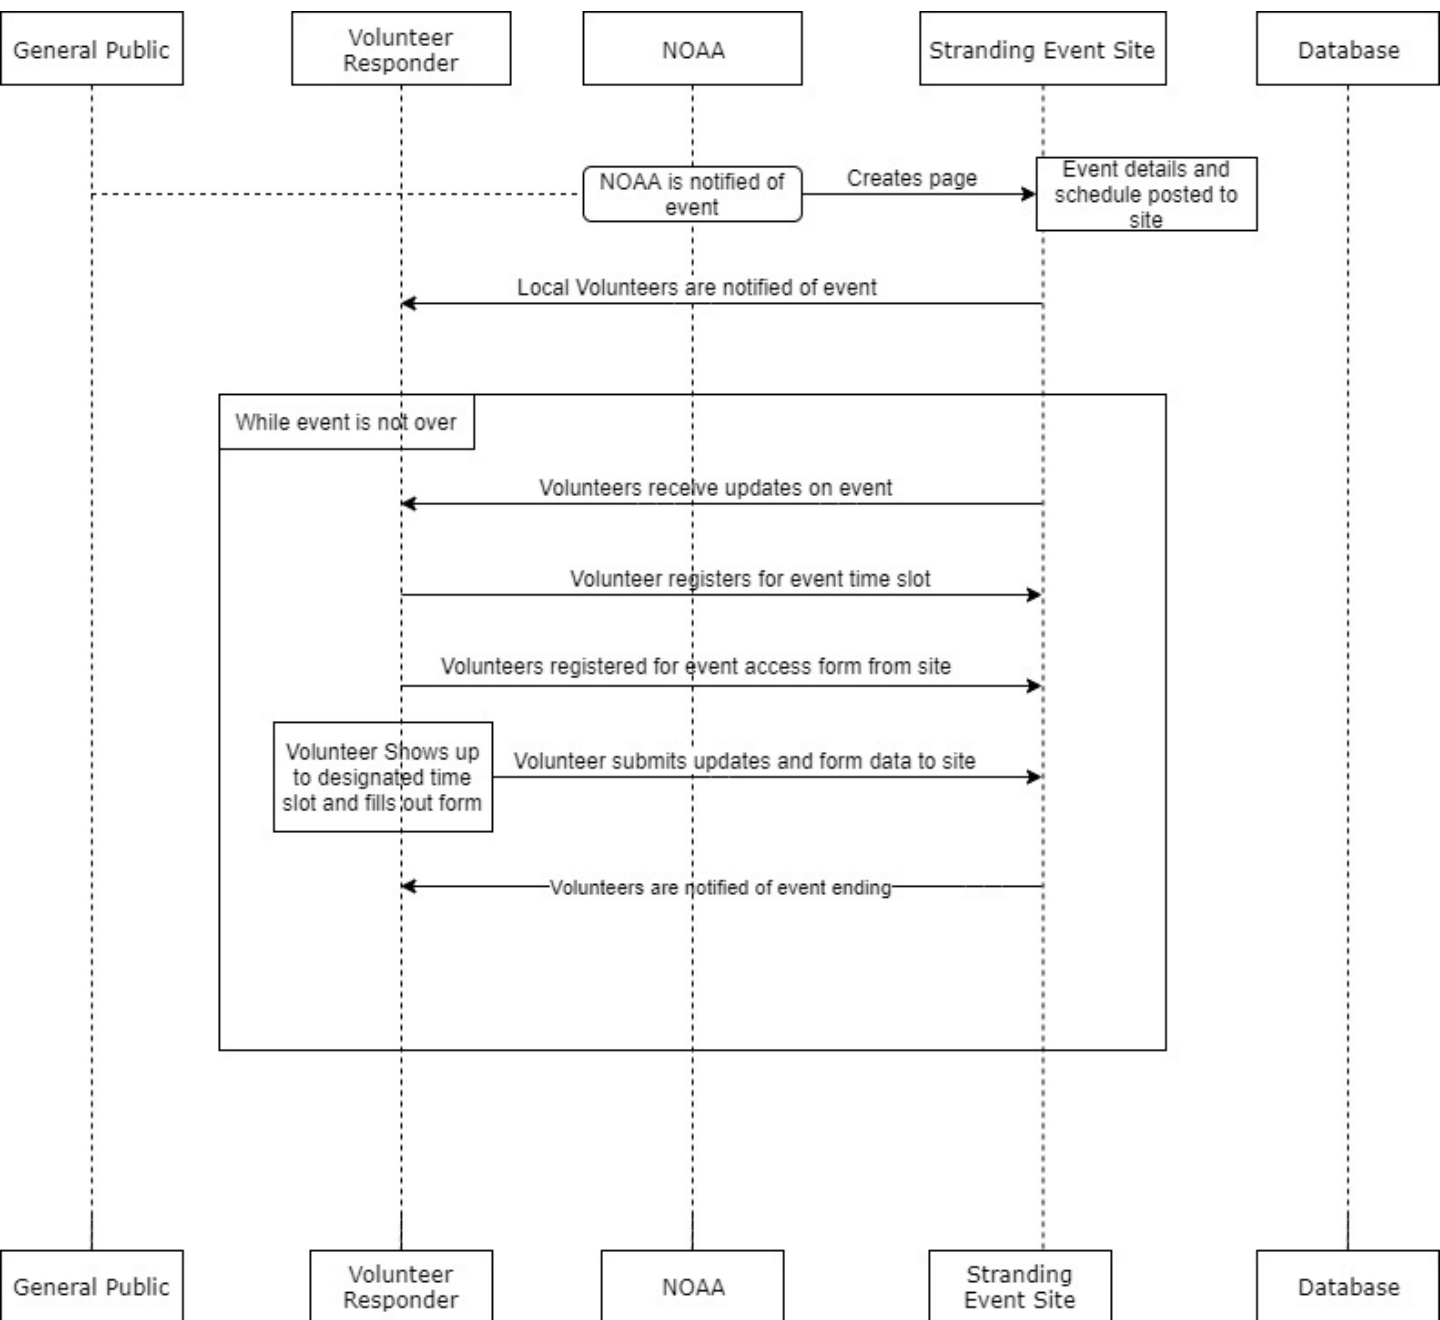 General Public
Volunteer
Responder
NOAA
Stranding Event Site
Database
NOAA is notified of
event
Creates page
Event details and
schedule posted to
site
Local Volunteers are notified of event
While event is not over
Volunteers receive updates on event
Volunteer registers for event time slot
Volunteers registered for event access form from site
Volunteer Shows up
to designated time
slot and fills out form
Volunteer submits updates and form data to site
Volunteers are notified of event ending
General Public
Volunteer
Responder
NOAA
Stranding
Event Site
Database